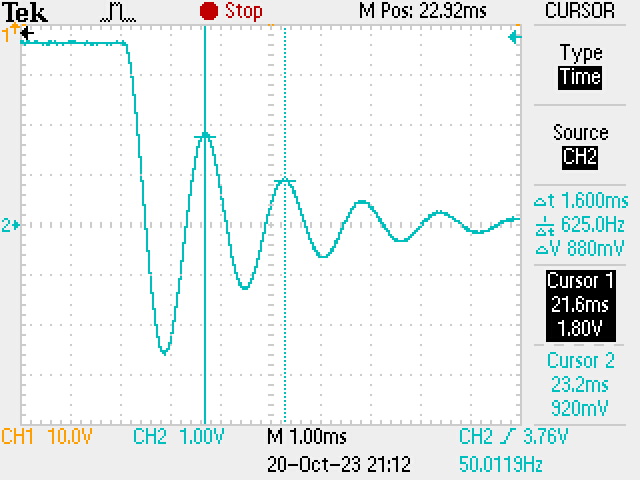 Tek Stop M Pos: 22.92ms CURSOR
1
Type
Time
Source
CH2
Δt 1.600ms
1/Δt 625.0Hz
ΔV 880mV
2
Cursor 1
21.6ms
1.80V
Cursor 2
23.2ms
920mV
CH1 10.0V CH2 1.00V M 1.00ms CH2 3.76V
20-Oct-23 21:12 50.0119Hz